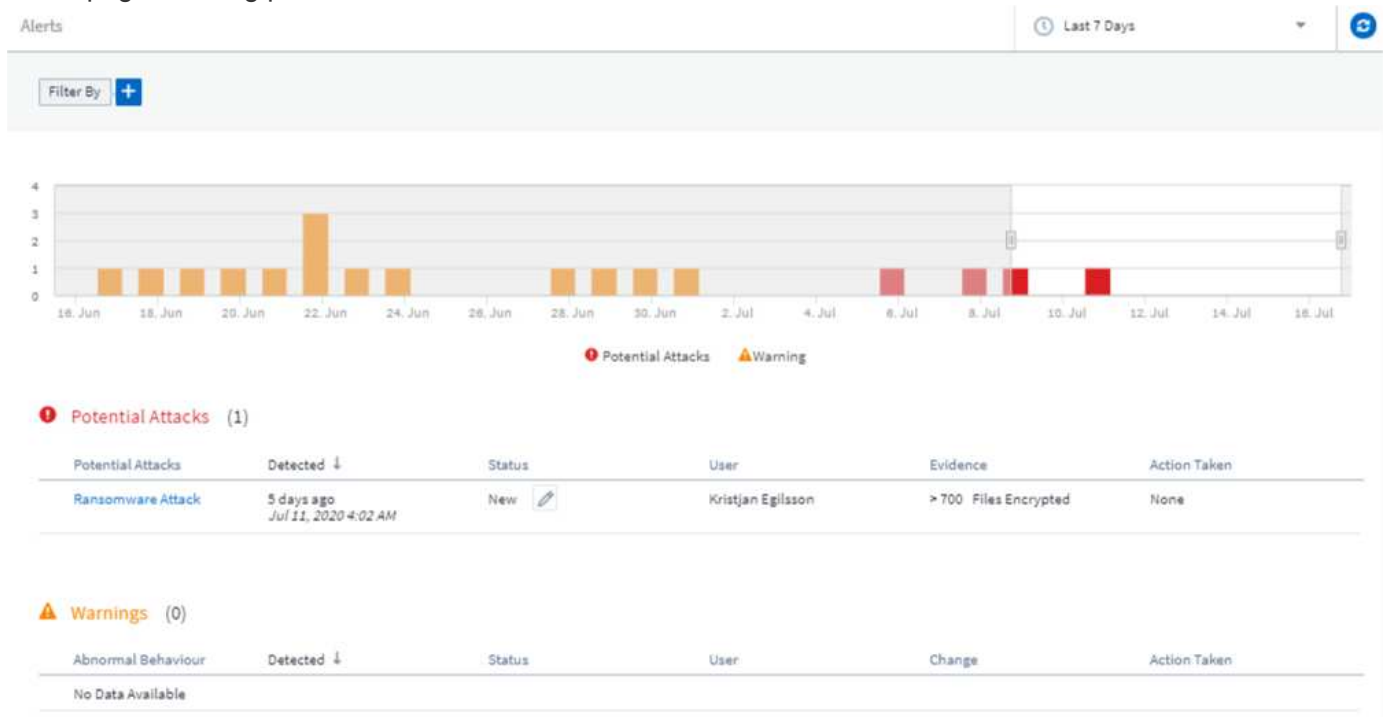 Alerts
Last 7 Days
Filter By +
4
3
2
1
0
16. Jun 18. Jun 20. Jun 22. Jun 24. Jun 26. Jun 28. Jun 30. Jun 2. Jul 4. Jul 6. Jul 8. Jul 10. Jul 12. Jul 14. Jul 16. Jul
Potential Attacks Warning
Potential Attacks (1)
Potential Attacks Detected ↓ Status User Evidence Action Taken
Ransomware Attack 5 days ago New Kristjan Egilsson > 700 Files Encrypted None
Jul 11, 2020 4:02 AM
Warnings (0)
Abnormal Behaviour Detected ↓ Status User Change Action Taken
No Data Available